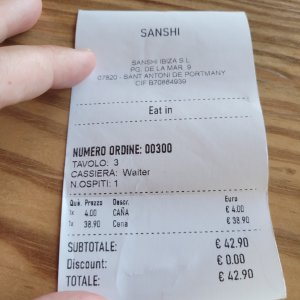 SANSHI
SANSHI IBIZA S.L
PG. DE LA MAR, 9
07820 - SANT ANTONI DE PORTMANY
CIF B70864939
Eat in
NUMERO ORDINE: 00300
TAVOLO: 3
CASSIERA: Waiter
N.OSPITI: 1
Qua. Prezzo Descr. Euro
1x 4.00 CAÑA € 4.00
1x 38.90 Cena € 38.90
SUBTOTALE: € 42.90
Discount: € 0.00
TOTALE: € 42.90